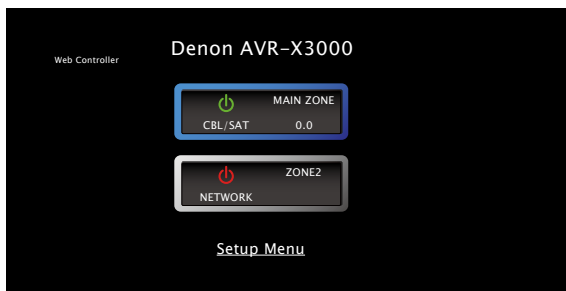 Denon AVR-X3000
Web Controller
MAIN ZONE
CBL/SAT 0.0
ZONE2
NETWORK
Setup Menu